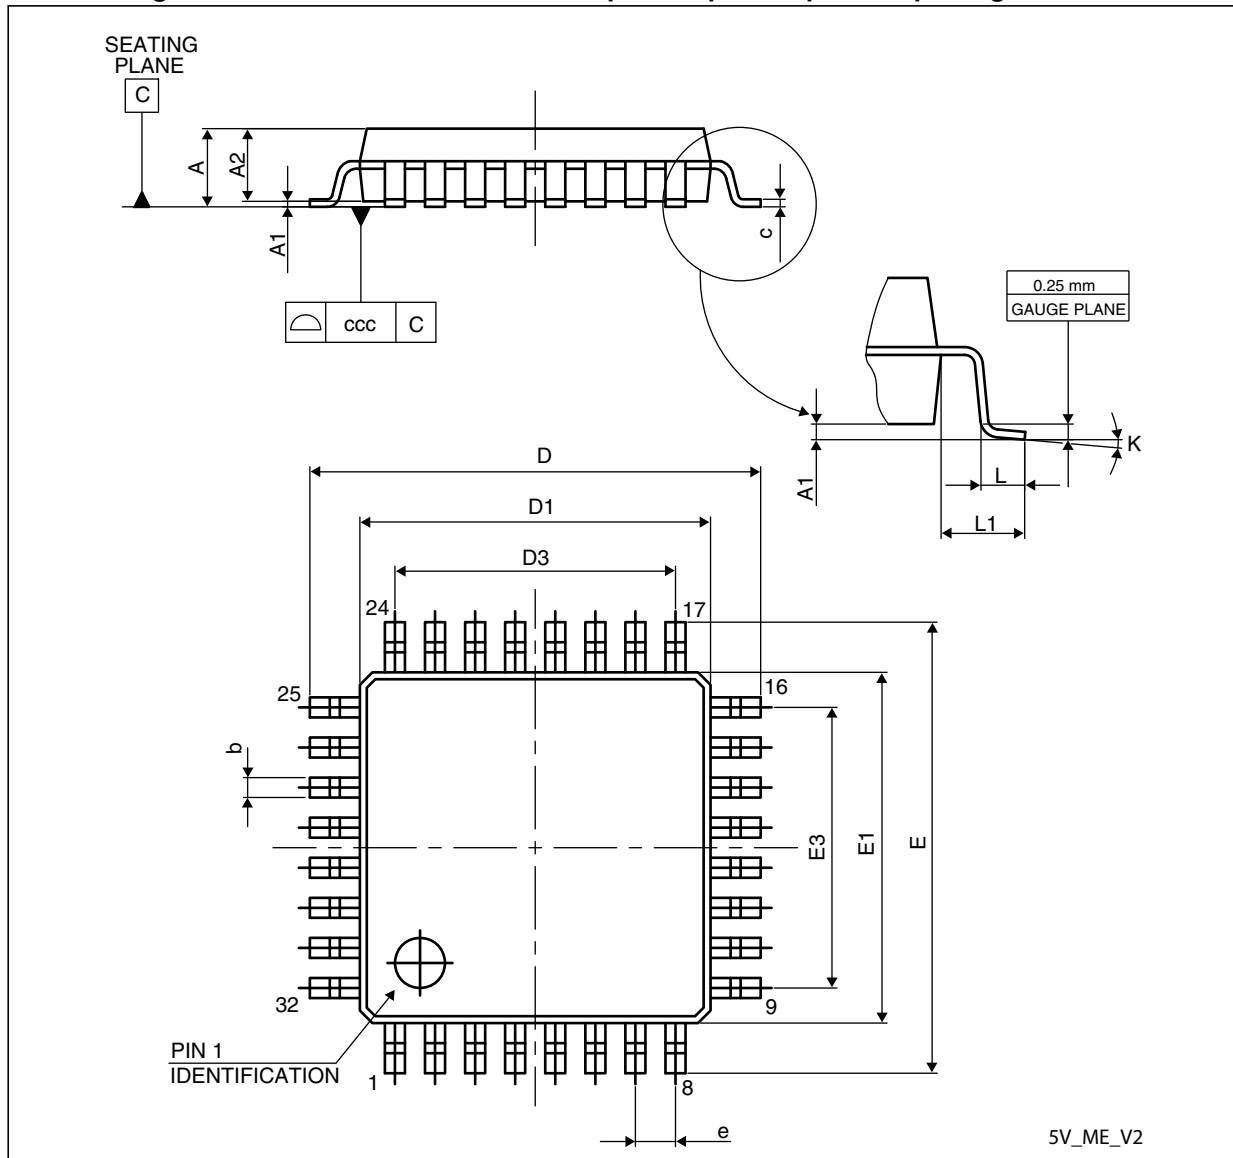 SEATING
PLANE
C
A
A2
A1
c
ccc C
0.25 mm
GAUGE PLANE
K
A1
L
L1
D
D1
D3
24
17
25
16
b
E3
E1
E
32
9
PIN 1
IDENTIFICATION
1
8
e
5V_ME_V2